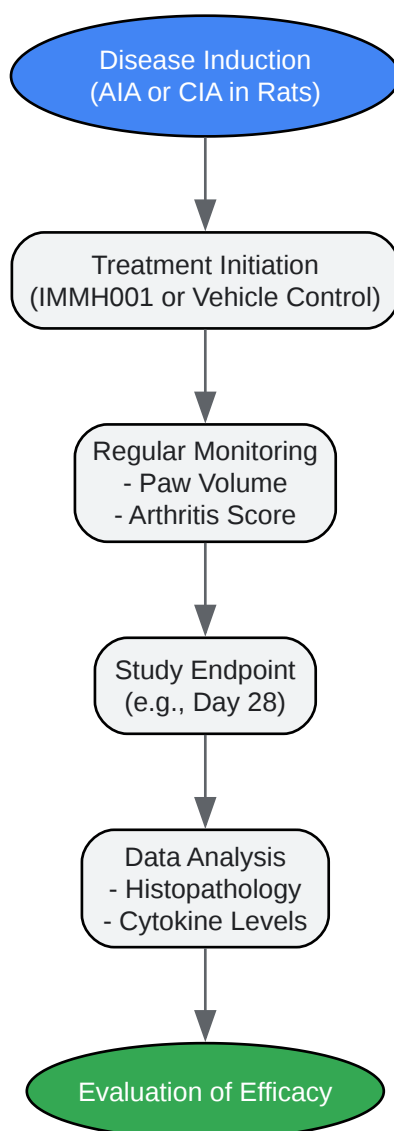 Disease Induction
(AIA or CIA in Rats)
Treatment Initiation
(IMMH001 or Vehicle Control)
Regular Monitoring
- Paw Volume
- Arthritis Score
Study Endpoint
(e.g., Day 28)
Data Analysis
- Histopathology
- Cytokine Levels
Evaluation of Efficacy